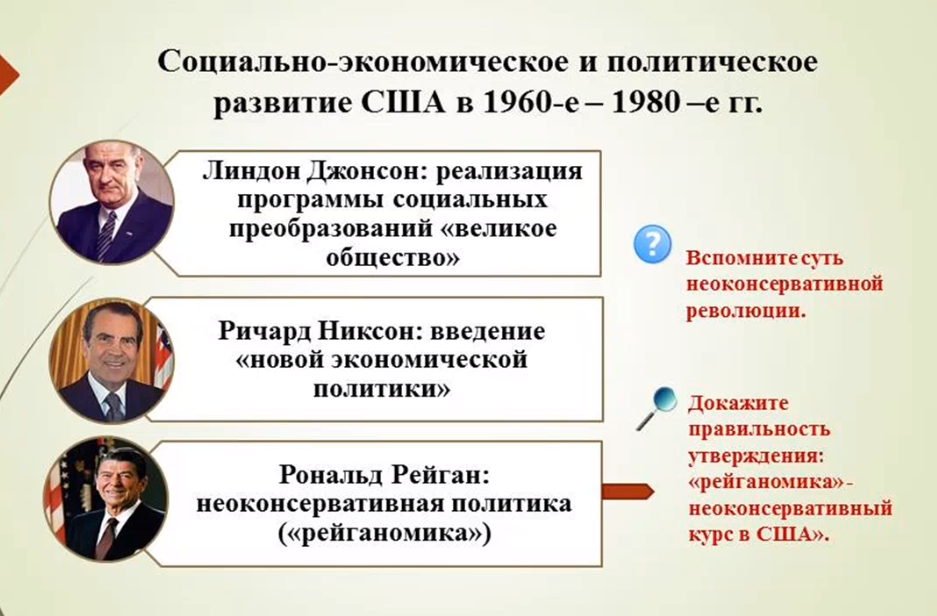 Социально-экономическое и политическое
развитие США в 1960-е – 1980 –е гг.
Линдон Джонсон: реализация
программы социальных
преобразований «великое
общество»
?
Вспомните суть
неоконсервативной
революции.
Ричард Никсон: введение
«новой экономической
политики»
Рональд Рейган:
неоконсервативная политика
(«рейганомика»)
Докажите
правильность
утверждения:
«рейганомика» -
неоконсервативный
курс в США».